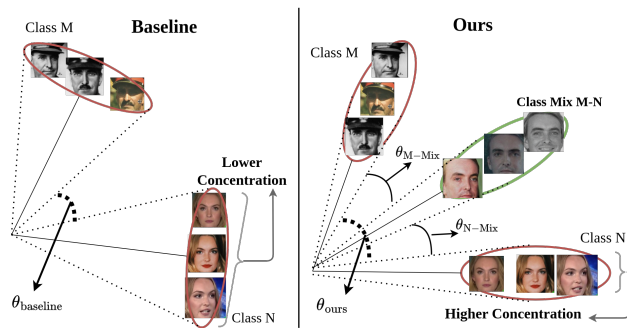 Baseline
Class M
Lower
Concentration
θbaseline
Class N
Ours
Class M
Class Mix M-N
θM−Mix
θN−Mix
Class N
θours
Higher Concentration